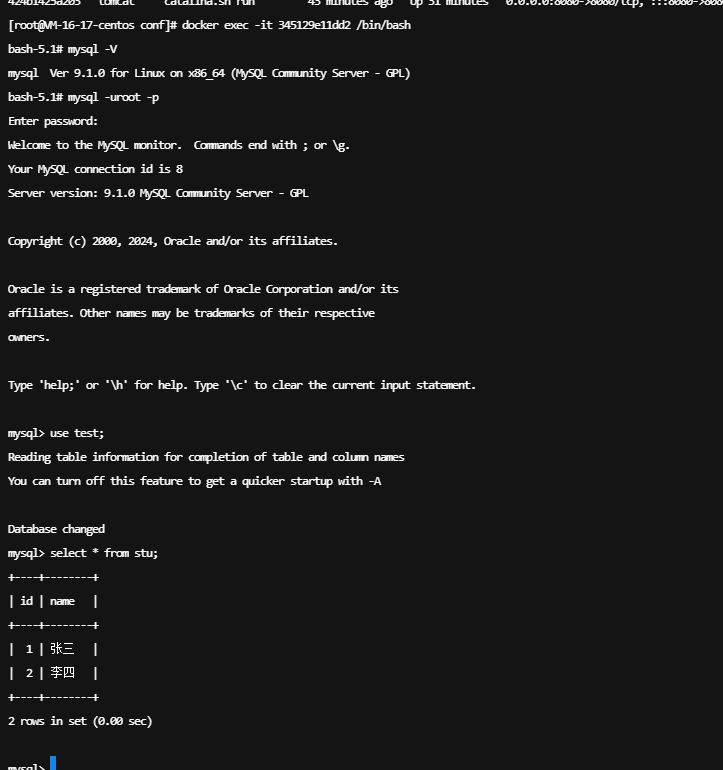 424b1425a205   tomcat     "catalina.sh run"         45 minutes ago   Up 31 minutes   0.0.0.0:8080->8080/tcp, :::8080->808
[root@VM-16-17-centos conf]# docker exec -it 345129e11dd2 /bin/bash
bash-5.1# mysql -V
mysql  Ver 9.1.0 for Linux on x86_64 (MySQL Community Server - GPL)
bash-5.1# mysql -uroot -p
Enter password:
Welcome to the MySQL monitor.  Commands end with ; or \g.
Your MySQL connection id is 8
Server version: 9.1.0 MySQL Community Server - GPL
Copyright (c) 2000, 2024, Oracle and/or its affiliates.
Oracle is a registered trademark of Oracle Corporation and/or its
affiliates. Other names may be trademarks of their respective
owners.
Type 'help;' or '\h' for help. Type '\c' to clear the current input statement.
mysql> use test;
Reading table information for completion of table and column names
You can turn off this feature to get a quicker startup with -A
Database changed
mysql> select * from stu;
+----+--------+
| id | name   |
+----+--------+
|  1 | 张三   |
|  2 | 李四   |
+----+--------+
2 rows in set (0.00 sec)
mysql>